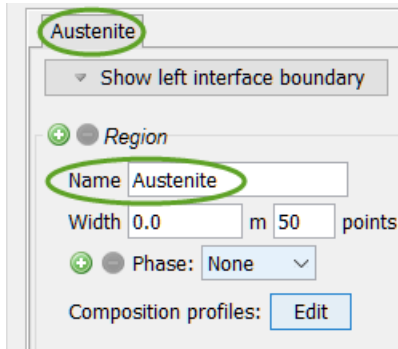 Austenite
Show left interface boundary
Region
Name Austenite
Width 0.0 m 50 points
Phase: None
Composition profiles: Edit